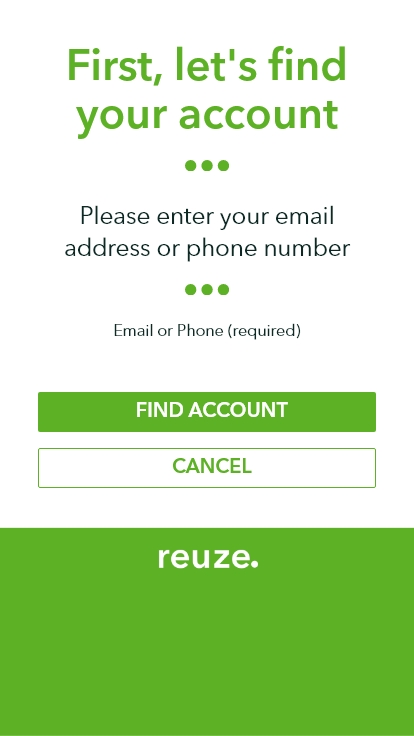 First, let's find
your account
Please enter your email
address or phone number
Email or Phone (required)
FIND ACCOUNT
CANCEL
reuze.